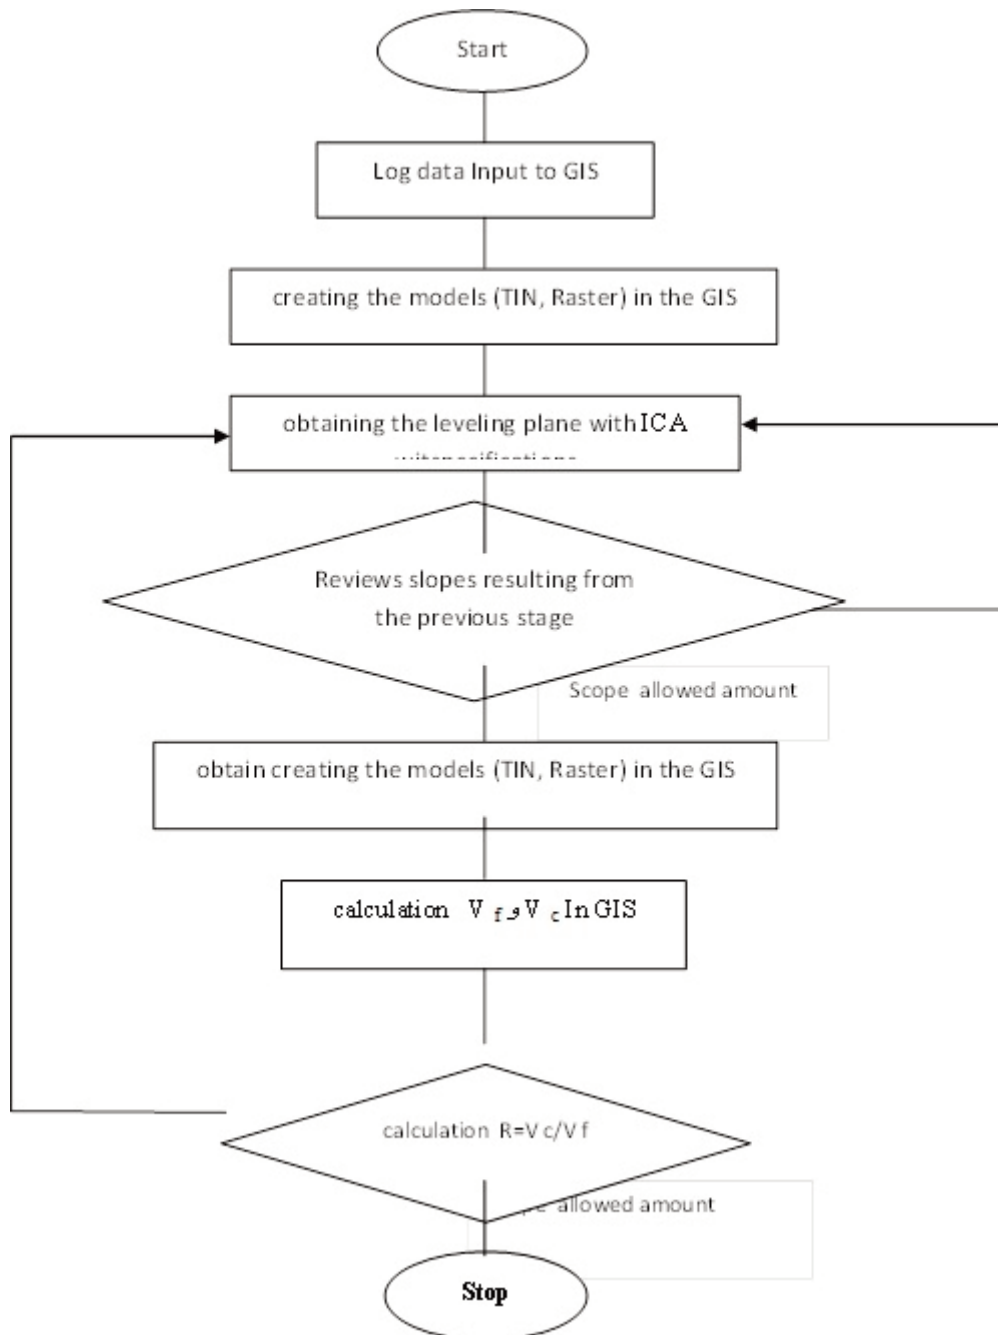 Start
Log data Input to GIS
creating the models (TIN, Raster) in the GIS
obtaining the leveling plane with ICA
Reviews slopes resulting from
the previous stage
Scope allowed amount
obtain creating the models (TIN, Raster) in the GIS
calculation V f و V c In GIS
calculation R=V c/V f
allowed amount
Stop